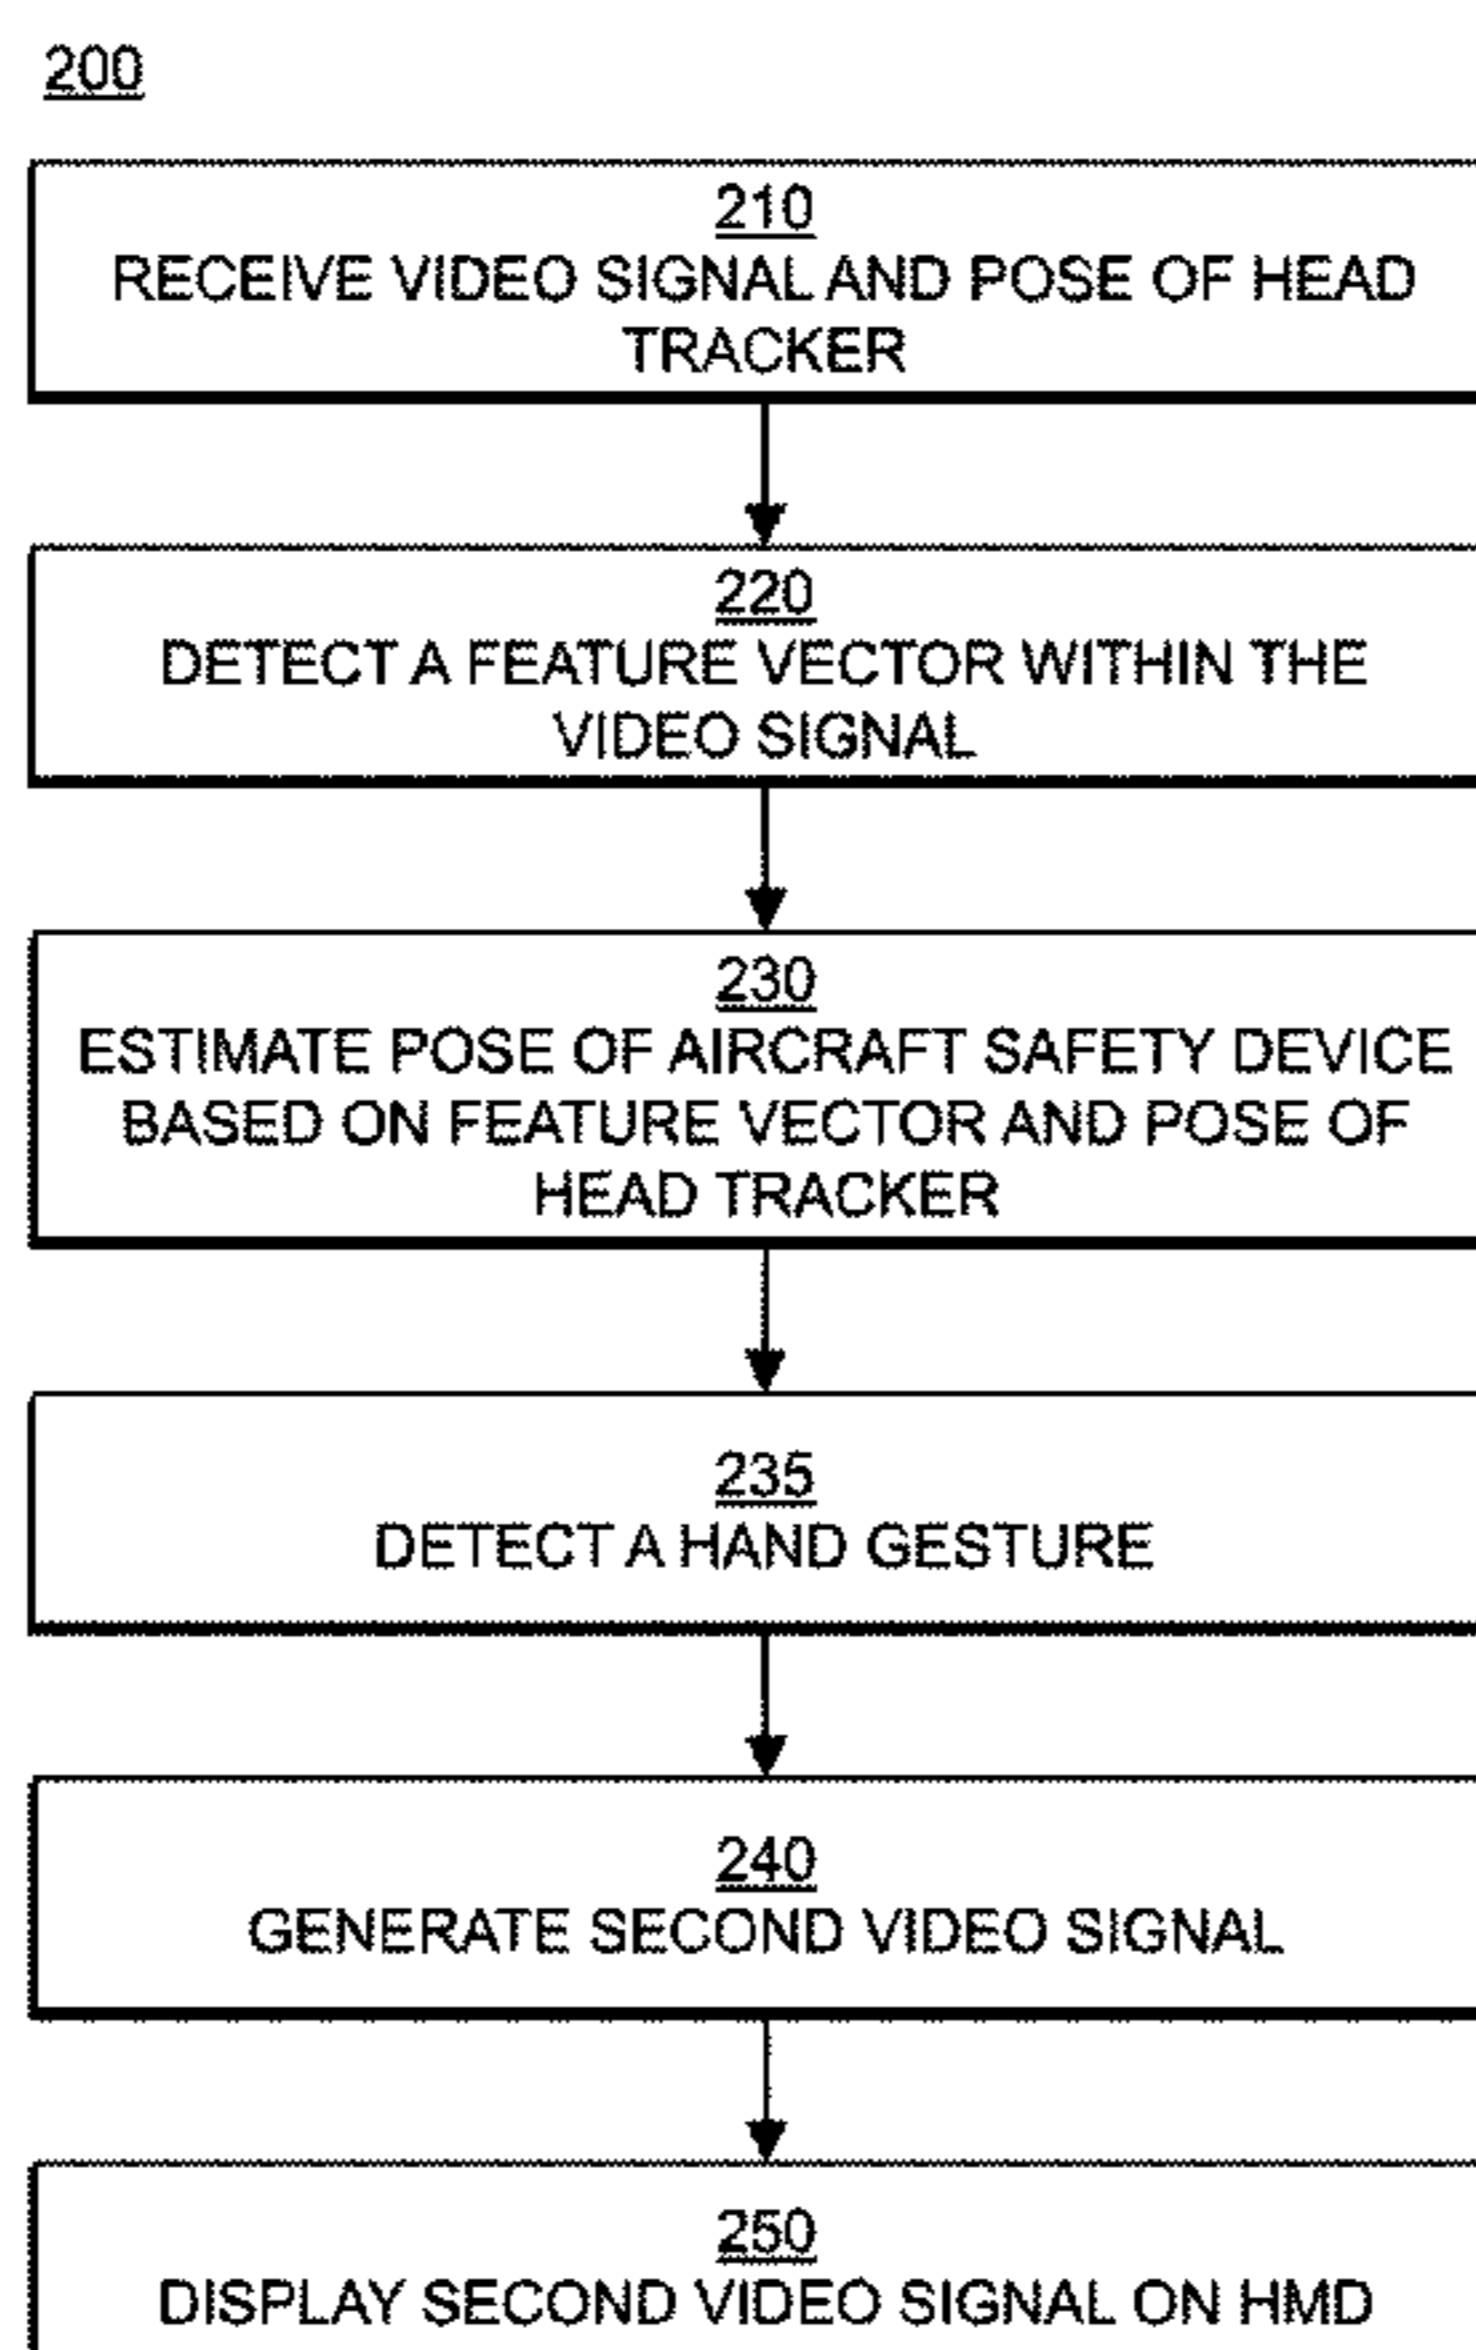 200
210
RECEIVE VIDEO SIGNAL AND POSE OF HEAD
TRACKER
220
DETECT A FEATURE VECTOR WITHIN THE
VIDEO SIGNAL
230
ESTIMATE POSE OF AIRCRAFT SAFETY DEVICE
BASED ON FEATURE VECTOR AND POSE OF
HEAD TRACKER
235
DETECT A HAND GESTURE
240
GENERATE SECOND VIDEO SIGNAL
250
DISPLAY SECOND VIDEO SIGNAL ON HMD